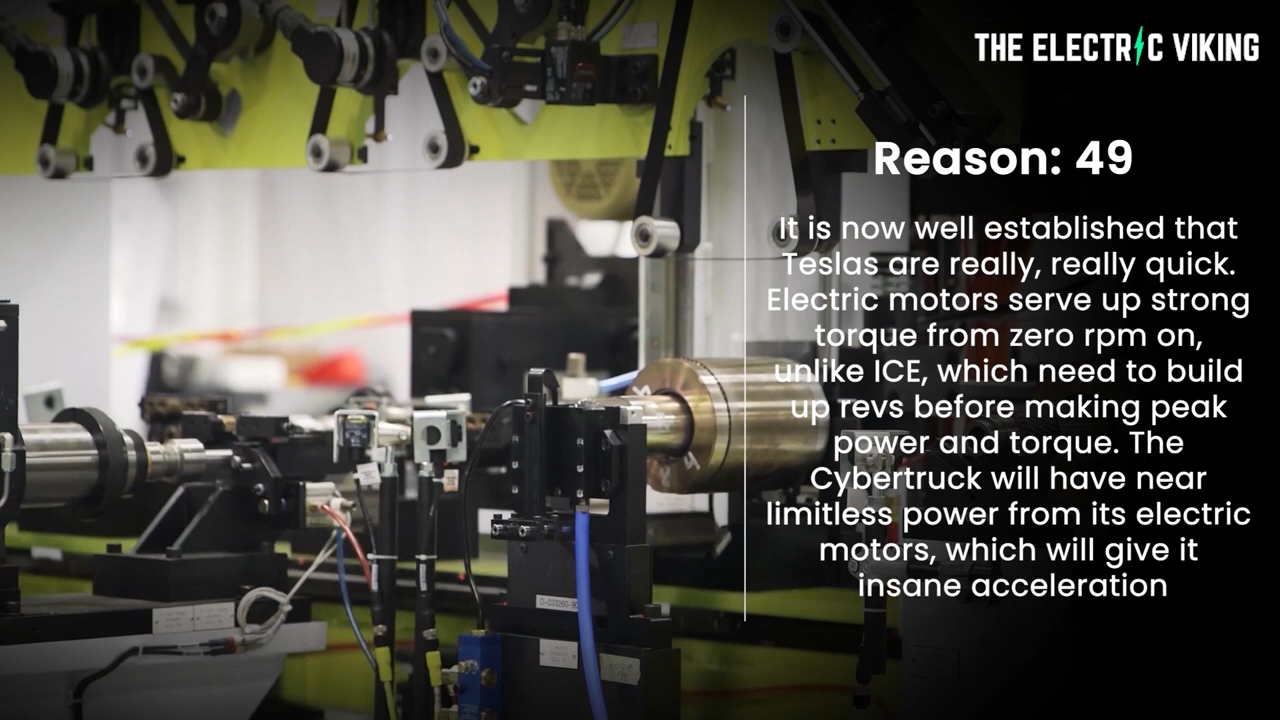 THE ELECTRIC VIKING
Reason: 49
It is now well established that
Teslas are really, really quick.
Electric motors serve up strong
torque from zero rpm on,
unlike ICE, which need to build
up revs before making peak
power and torque. The
Cybertruck will have near
limitless power from its electric
motors, which will give it
insane acceleration